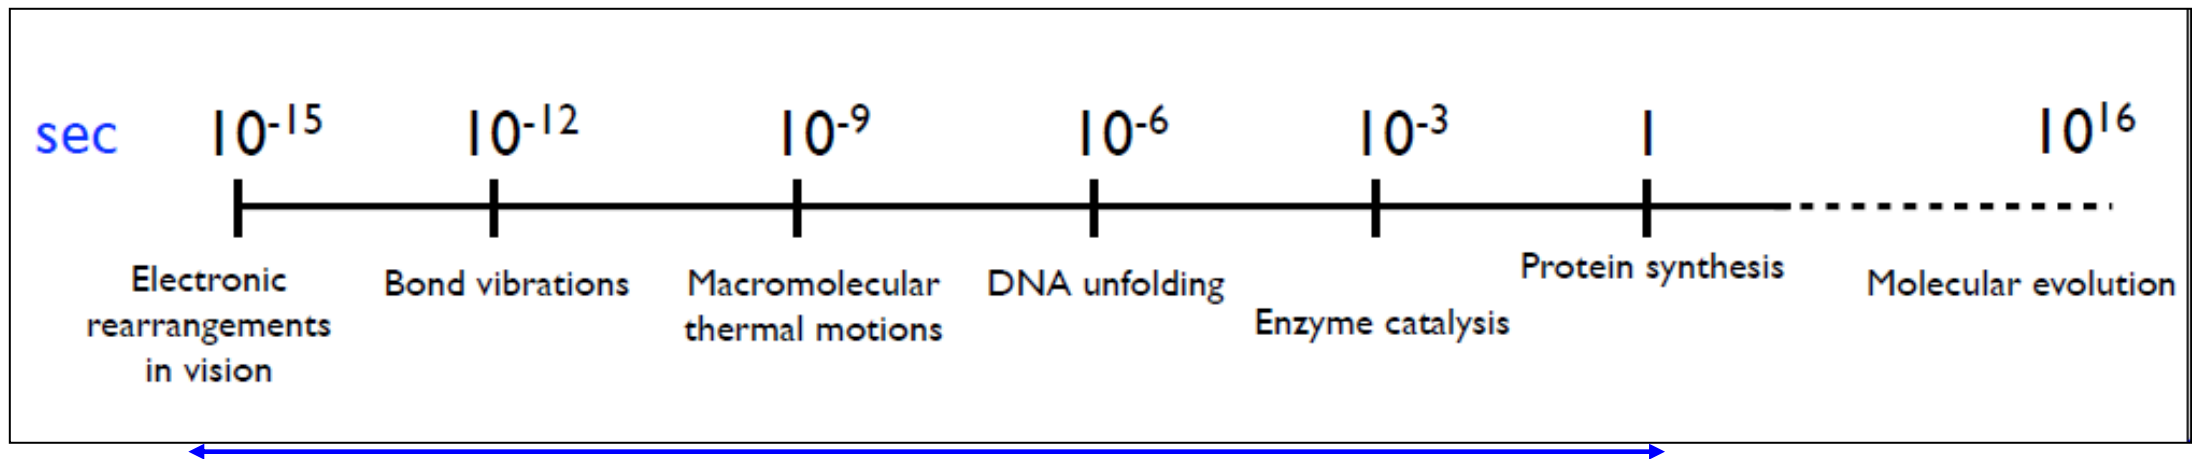 sec 10⁻¹⁵ 10⁻¹² 10⁻⁹ 10⁻⁶ 10⁻³ 1 10¹⁶
Electronic
rearrangements
in vision
Bond vibrations
Macromolecular
thermal motions
DNA unfolding
Enzyme catalysis
Protein synthesis
Molecular evolution